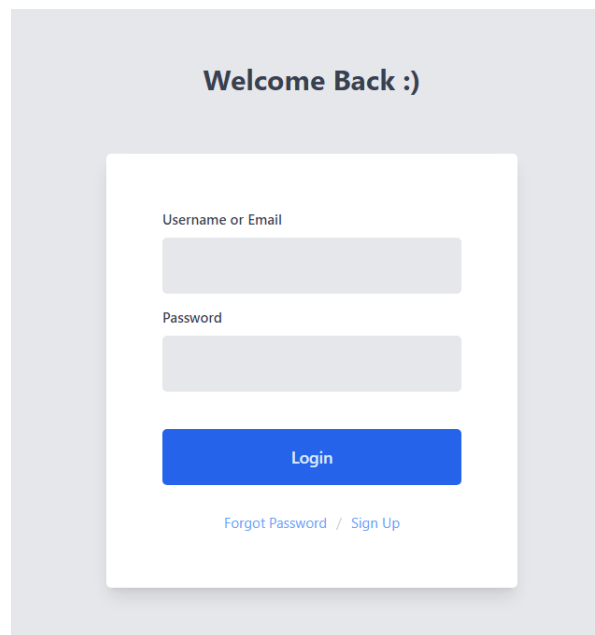 Welcome Back :)
Username or Email
Password
Login
Forgot Password / Sign Up